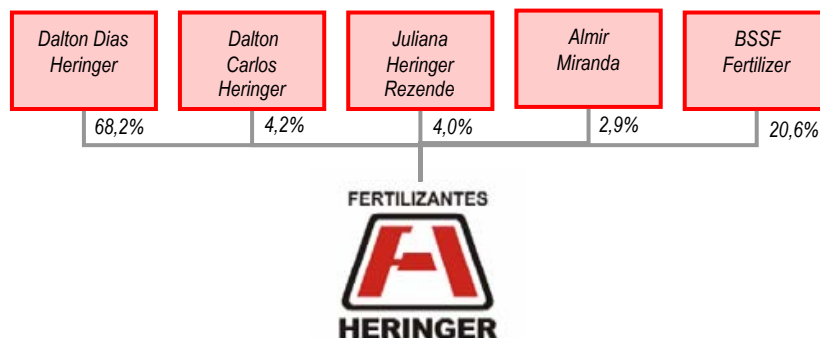 Dalton Dias
Heringer
Dalton
Carlos
Heringer
Juliana
Heringer
Rezende
Almir
Miranda
BSSF
Fertilizer
68,2%
4,2%
4,0%
2,9%
20,6%
FERTILIZANTES
HERINGER